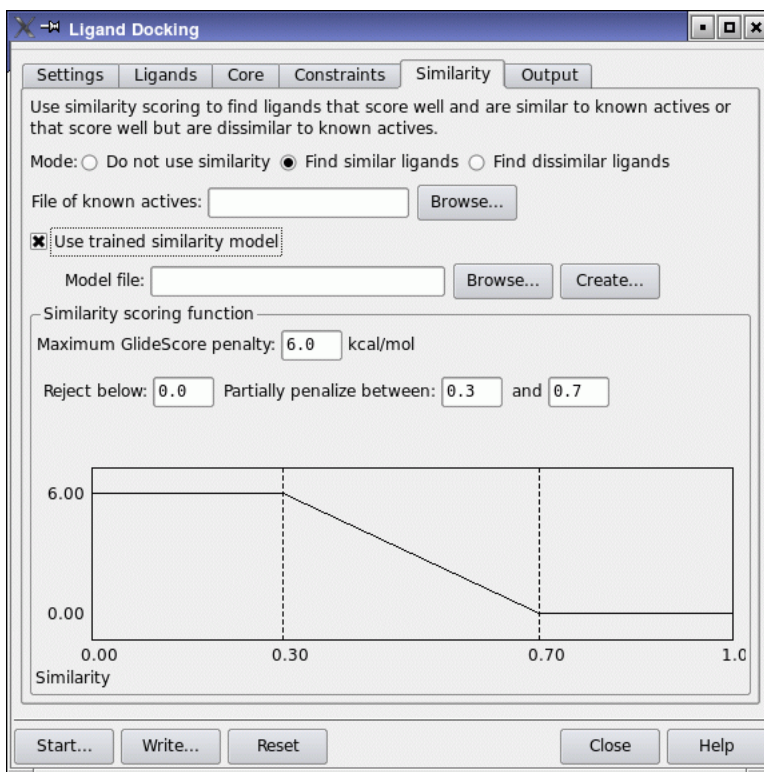 Ligand Docking
Settings Ligands Core Constraints Similarity Output
Use similarity scoring to find ligands that score well and are similar to known actives or
that score well but are dissimilar to known actives.
Mode: Do not use similarity Find similar ligands Find dissimilar ligands
File of known actives: Browse...
Use trained similarity model
Model file: Browse... Create...
Similarity scoring function
Maximum GlideScore penalty: 6.0 kcal/mol
Reject below: 0.0 Partially penalize between: 0.3 and 0.7
6.00
0.00
0.00 0.30 0.70 1.0
Similarity
Start... Write... Reset Close Help